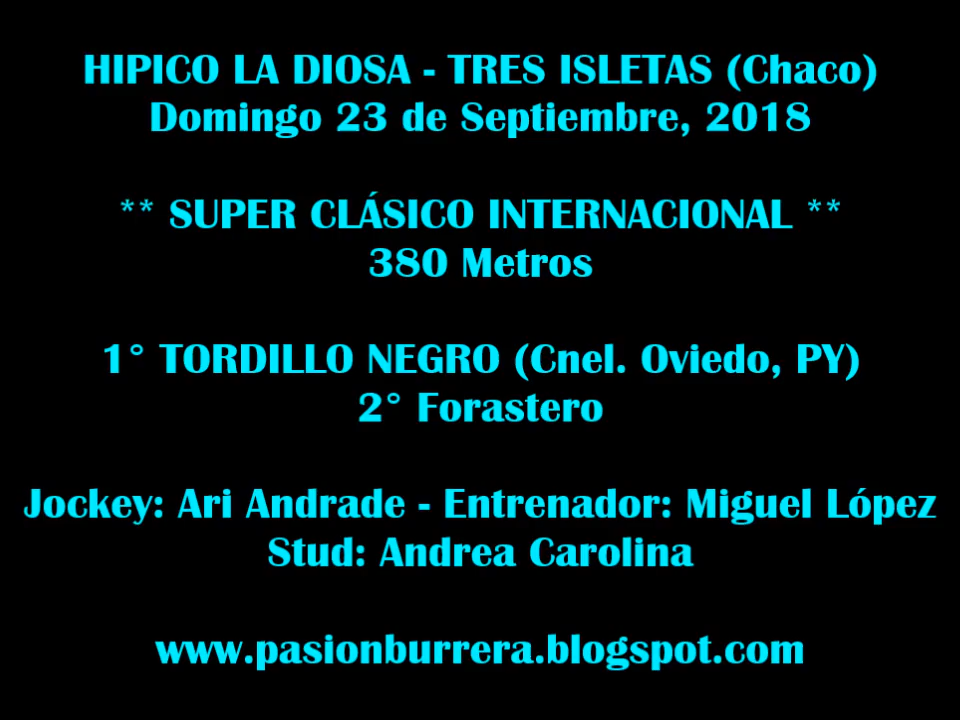 HIPICO LA DIOSA - TRES ISLETAS (Chaco)
Domingo 23 de Septiembre, 2018
** SUPER CLÁSICO INTERNACIONAL **
380 Metros
1° TORDILLO NEGRO (Cnel. Oviedo, PY)
2° Forastero
Jockey: Ari Andrade - Entrenador: Miguel López
Stud: Andrea Carolina
www.pasionburrera.blogspot.com